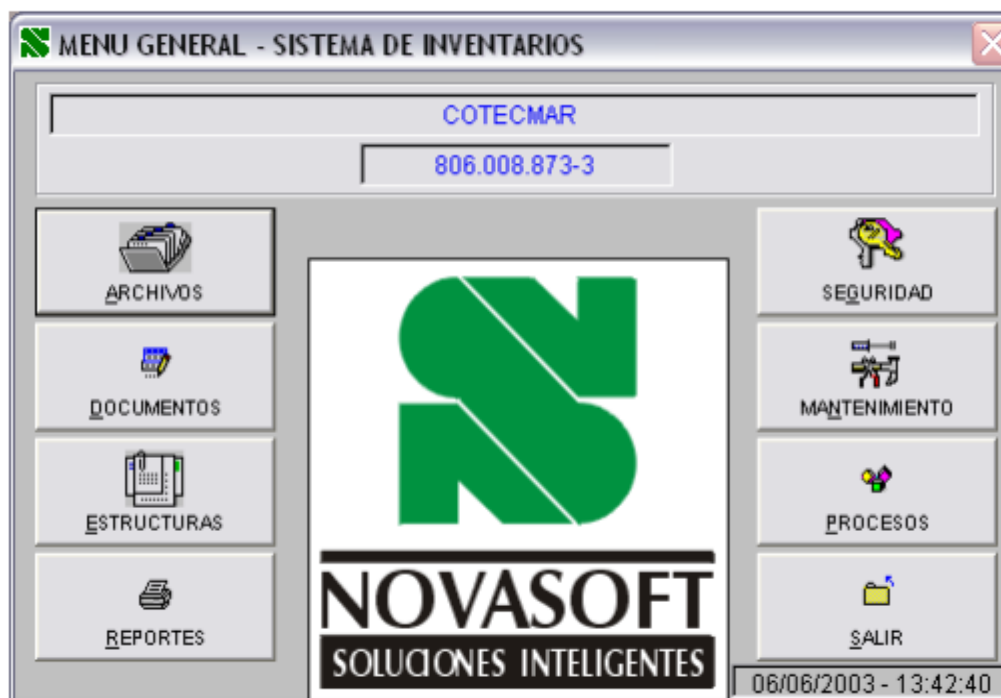 MENU GENERAL - SISTEMA DE INVENTARIOS
COTECMAR
806.008.873-3
ARCHIVOS
DOCUMENTOS
ESTRUCTURAS
REPORTES
NOVASOFT
SOLUCIONES INTELIGENTES
SEGURIDAD
MANTENIMIENTO
PROCESOS
SALIR
06/06/2003 - 13:42:40